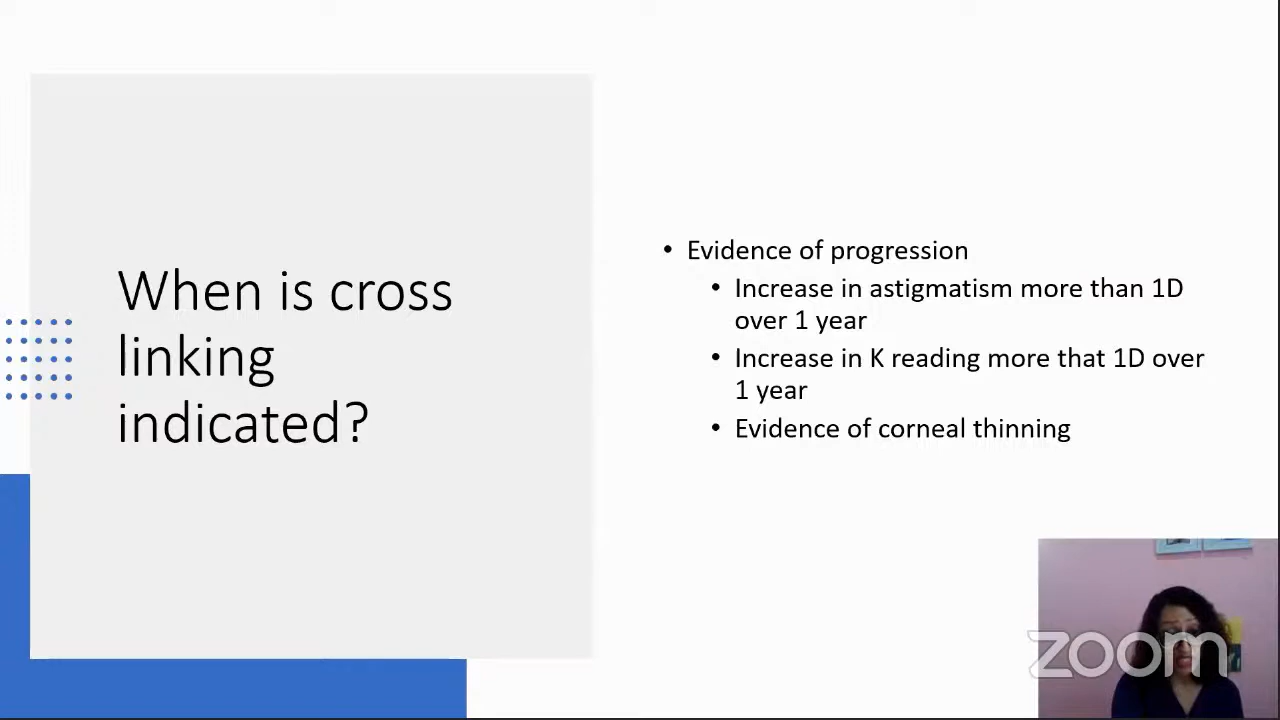 When is cross
linking
indicated?
• Evidence of progression
• Increase in astigmatism more than 1D
over 1 year
• Increase in K reading more that 1D over
1 year
• Evidence of corneal thinning
zoom